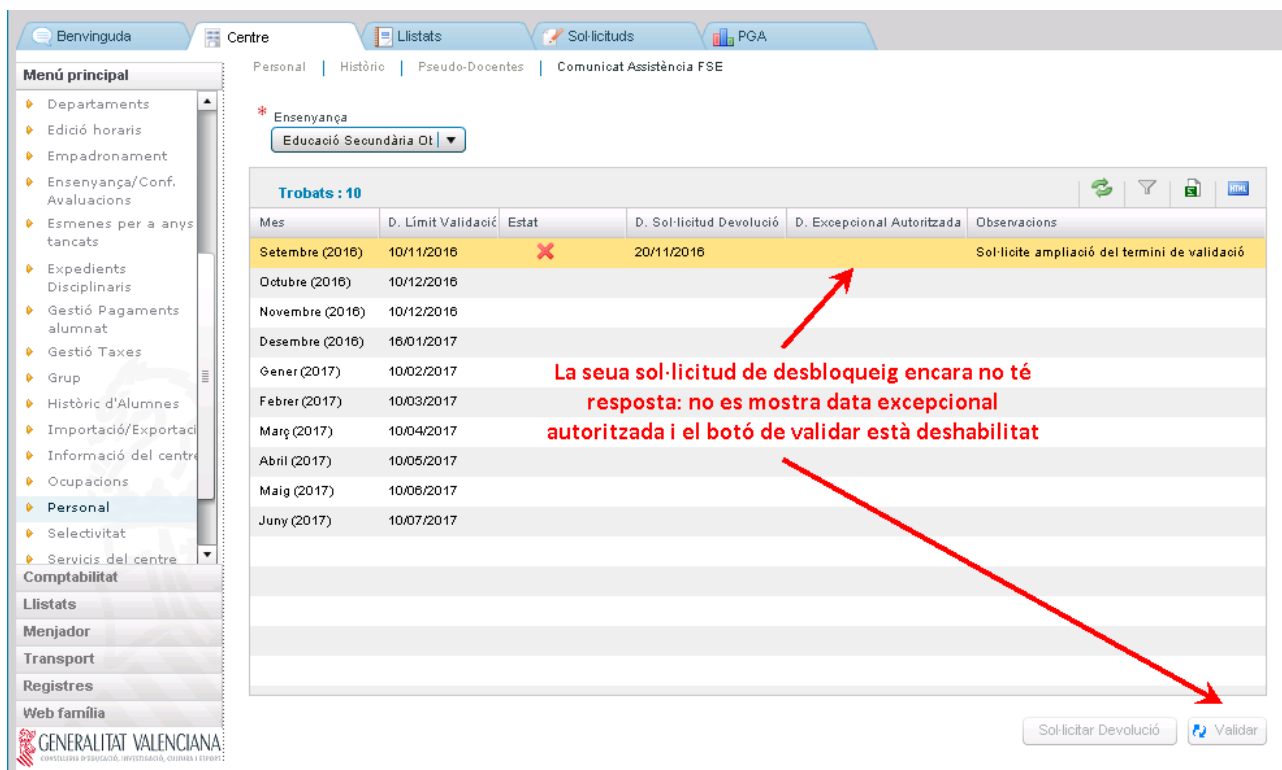 Benvinguda
Centre
Llistats
Sol·licituds
PGA
Personal | Històric | Pseudo-Docentes | Comunicat Assistència FSE
Menú principal
Departaments
Edició horaris
Empadronament
Ensenyança/Conf.
Avaluacions
Esmenes per a anys
tancats
Expedients
Disciplinaris
Gestió Pagaments
alumnat
Gestió Taxes
Grup
Històric d'Alumnes
Importació/Exportaci
Informació del centre
Ocupacions
Personal
Selectivitat
Servicis del centre
Comptabilitat
Llistats
Menjador
Transport
Registres
Web família
GENERALITAT VALENCIANA
CONSELLERIA D'EDUCACIÓ, INVESTIGACIÓ, CULTURA I ESPORT
* Ensenyança
Educació Secundària Ob
Trobats : 10
HTML
Mes D. Límit Validació Estat D. Sol·licitud Devolució D. Excepcional Autoritzada Observacions
Setembre (2016) 10/11/2016 20/11/2016 Sol·licite ampliació del termini de validació
Octubre (2016) 10/12/2016
Novembre (2016) 10/12/2016
Desembre (2016) 16/01/2017
Gener (2017) 10/02/2017
Febrer (2017) 10/03/2017
Març (2017) 10/04/2017
Abril (2017) 10/05/2017
Maig (2017) 10/06/2017
Juny (2017) 10/07/2017
La seua sol·licitud de desbloqueig encara no té
resposta: no es mostra data excepcional
autoritzada i el botó de validar està deshabilitat
Sol·licitar Devolució
Validar